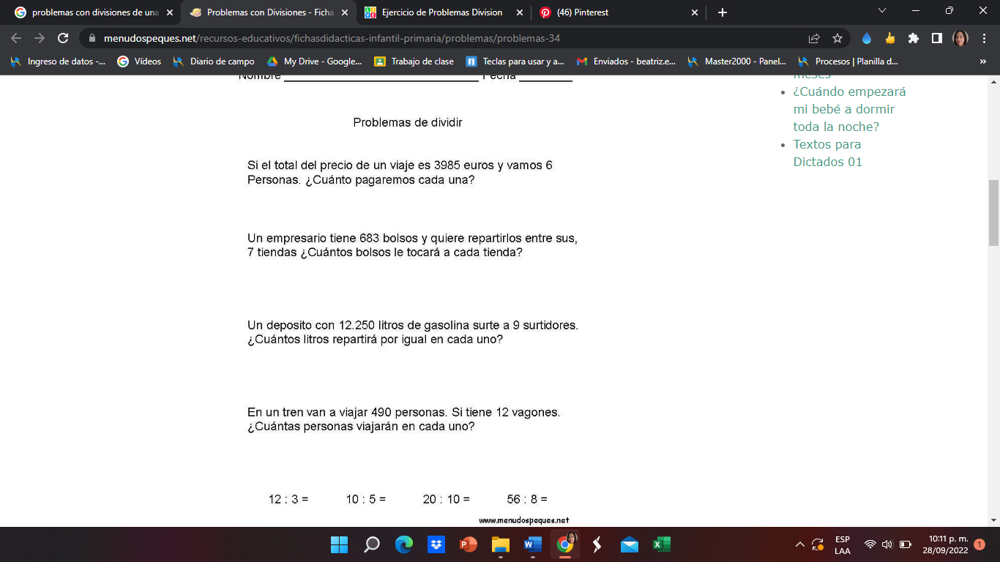 problemas con divisiones de una
Problemas con Divisiones - Ficha
Ejercicio de Problemas Division
(46) Pinterest
menudospeques.net/recursos-educativos/fichasdidacticas-infantil-primaria/problemas/problemas-34
Ingreso de datos -...
Vídeos
Diario de campo
My Drive - Google...
Trabajo de clase
Teclas para usar y a...
Enviados - beatriz.e...
Master2000 - Panel...
Procesos | Planilla d...
»
Nombre ____________________________ Fecha ________
Problemas de dividir
Si el total del precio de un viaje es 3985 euros y vamos 6
Personas. ¿Cuánto pagaremos cada una?
Un empresario tiene 683 bolsos y quiere repartirlos entre sus,
7 tiendas ¿Cuántos bolsos le tocará a cada tienda?
Un deposito con 12.250 litros de gasolina surte a 9 surtidores.
¿Cuántos litros repartirá por igual en cada uno?
En un tren van a viajar 490 personas. Si tiene 12 vagones.
¿Cuántas personas viajarán en cada uno?
12 : 3 = 10 : 5 = 20 : 10 = 56 : 8 =
www.menudospeques.net
meses
¿Cuándo empezará
mi bebé a dormir
toda la noche?
Textos para
Dictados 01
ESP
LAA
10:11 p. m.
28/09/2022
1